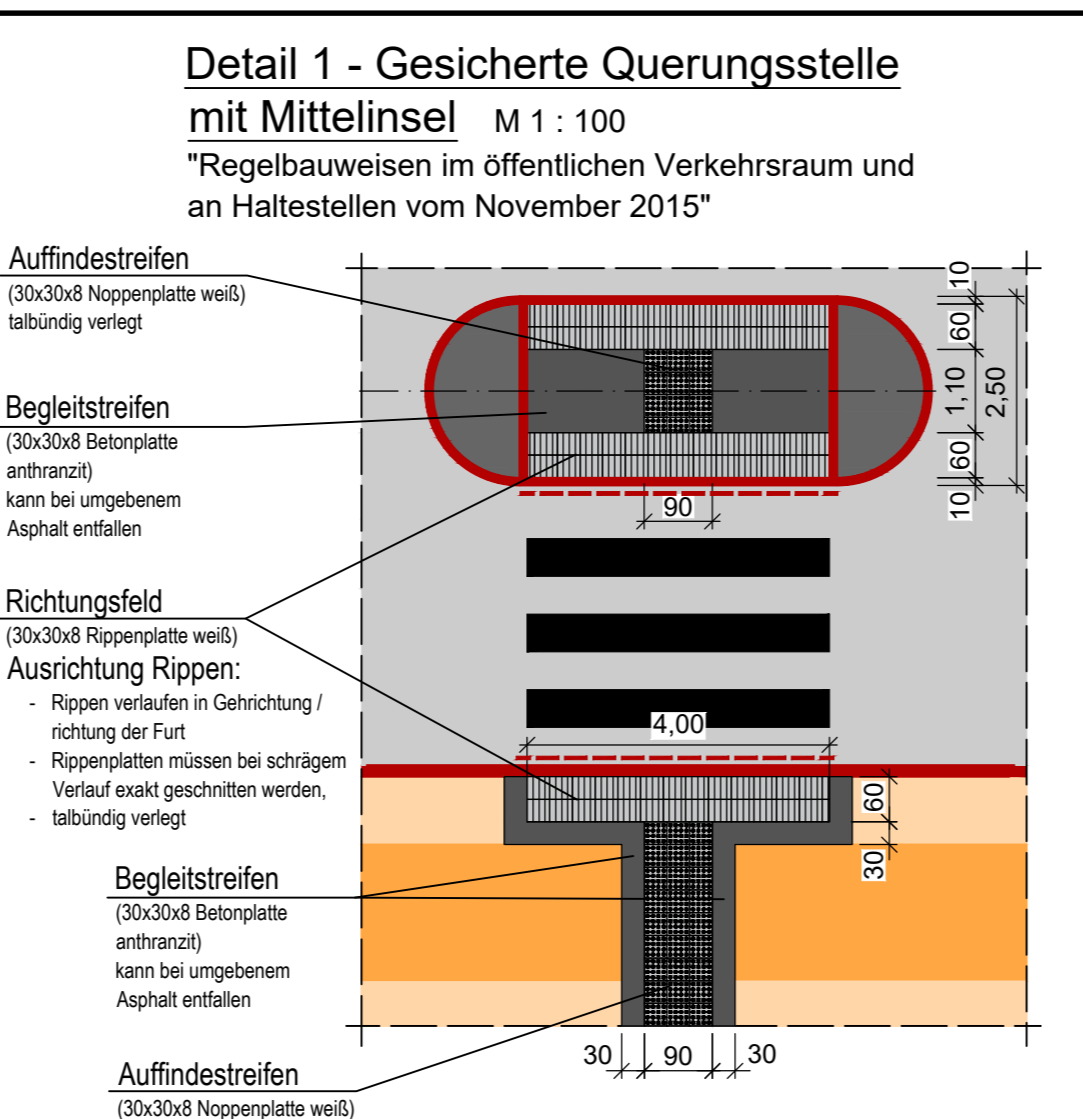 Detail 1 - Gesicherte Querungsstelle
mit Mittelinsel M 1 : 100
"Regelbauweisen im öffentlichen Verkehrsraum und
an Haltestellen vom November 2015"
Auffindestreifen
(30x30x8 Noppenplatte weiß)
talbündig verlegt
Begleitstreifen
(30x30x8 Betonplatte
anthranzit)
kann bei umgebenem
Asphalt entfallen
Richtungsfeld
(30x30x8 Rippenplatte weiß)
Ausrichtung Rippen:
- Rippen verlaufen in Gehrichtung /
richtung der Furt
- Rippenplatten müssen bei schrägem
Verlauf exakt geschnitten werden,
- talbündig verlegt
Begleitstreifen
(30x30x8 Betonplatte
anthranzit)
kann bei umgebenem
Asphalt entfallen
Auffindestreifen
(30x30x8 Noppenplatte weiß)
10
60
1,10
2,50
60
10
90
4,00
60
30
30 90 30